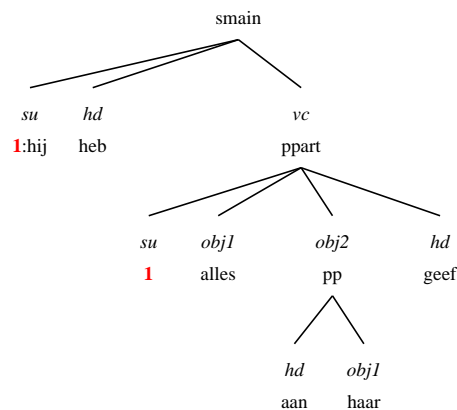 smain
su hd vc
1:hij heb ppart
su obj1 obj2 hd
1 alles pp geef
hd obj1
aan haar